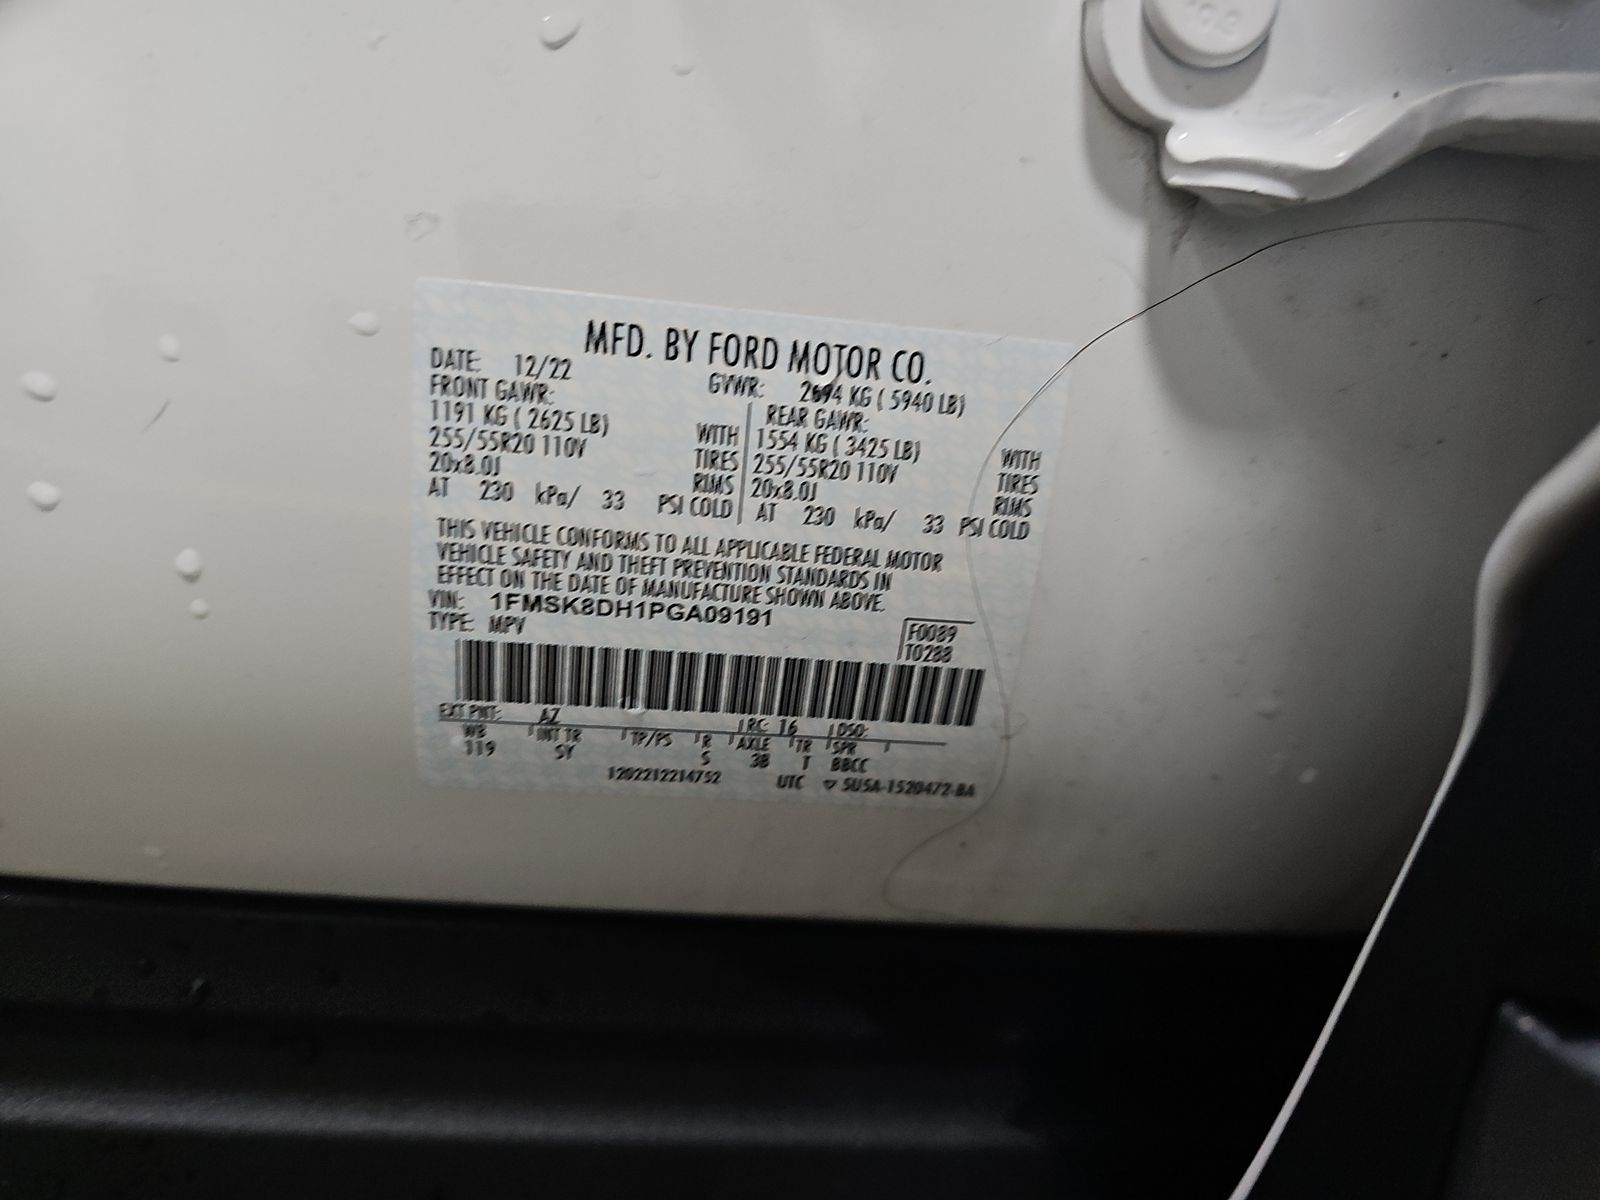 MFD. BY FORD MOTOR CO.
DATE: 12/22 GVWR: 2694 KG ( 5940 LB)
FRONT GAWR: REAR GAWR:
1191 KG ( 2625 LB) WITH 1554 KG ( 3425 LB) WITH
255/55R20 110V TIRES 255/55R20 110V TIRES
20x8.0J RIMS 20x8.0J RIMS
AT 230 kPa/ 33 PSI COLD AT 230 kPa/ 33 PSI COLD
THIS VEHICLE CONFORMS TO ALL APPLICABLE FEDERAL MOTOR
VEHICLE SAFETY AND THEFT PREVENTION STANDARDS IN
EFFECT ON THE DATE OF MANUFACTURE SHOWN ABOVE.
VIN: 1FMSK8DH1PGA09191
TYPE: MPV F0089
T0288
EXT PNT: AZ RC: 16 DSO:
WB INT TR TP/PS R AXLE TR SPR
119 SY S 3B T BBCC
1202212214752 UTC ▽ 5U5A-1520472-BA